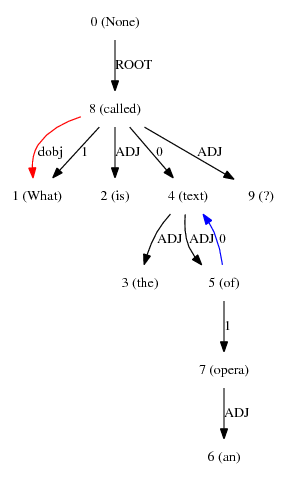 0 (None)
ROOT
8 (called)
dobj 1 ADJ 0 ADJ
1 (What) 2 (is) 4 (text) 9 (?)
ADJ ADJ 0
3 (the) 5 (of)
1
7 (opera)
ADJ
6 (an)